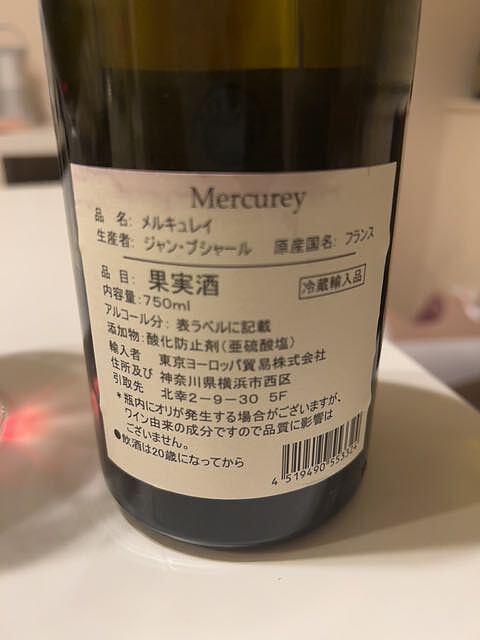 Mercurey
品 名: メルキュレイ
生産者: ジャン・ブシャール 原産国名: フランス
品目: 果実酒 冷蔵輸入品
内容量:750ml
アルコール分: 表ラベルに記載
添加物:酸化防止剤(亜硫酸塩)
輸入者 東京ヨーロッパ貿易株式会社
住所及び 神奈川県横浜市西区
引取先 北幸2-9-30 5F
*瓶内にオリが発生する場合がございますが、
ワイン由来の成分ですので品質に影響は
ございません。
●飲酒は20歳になってから
4 519490 553324